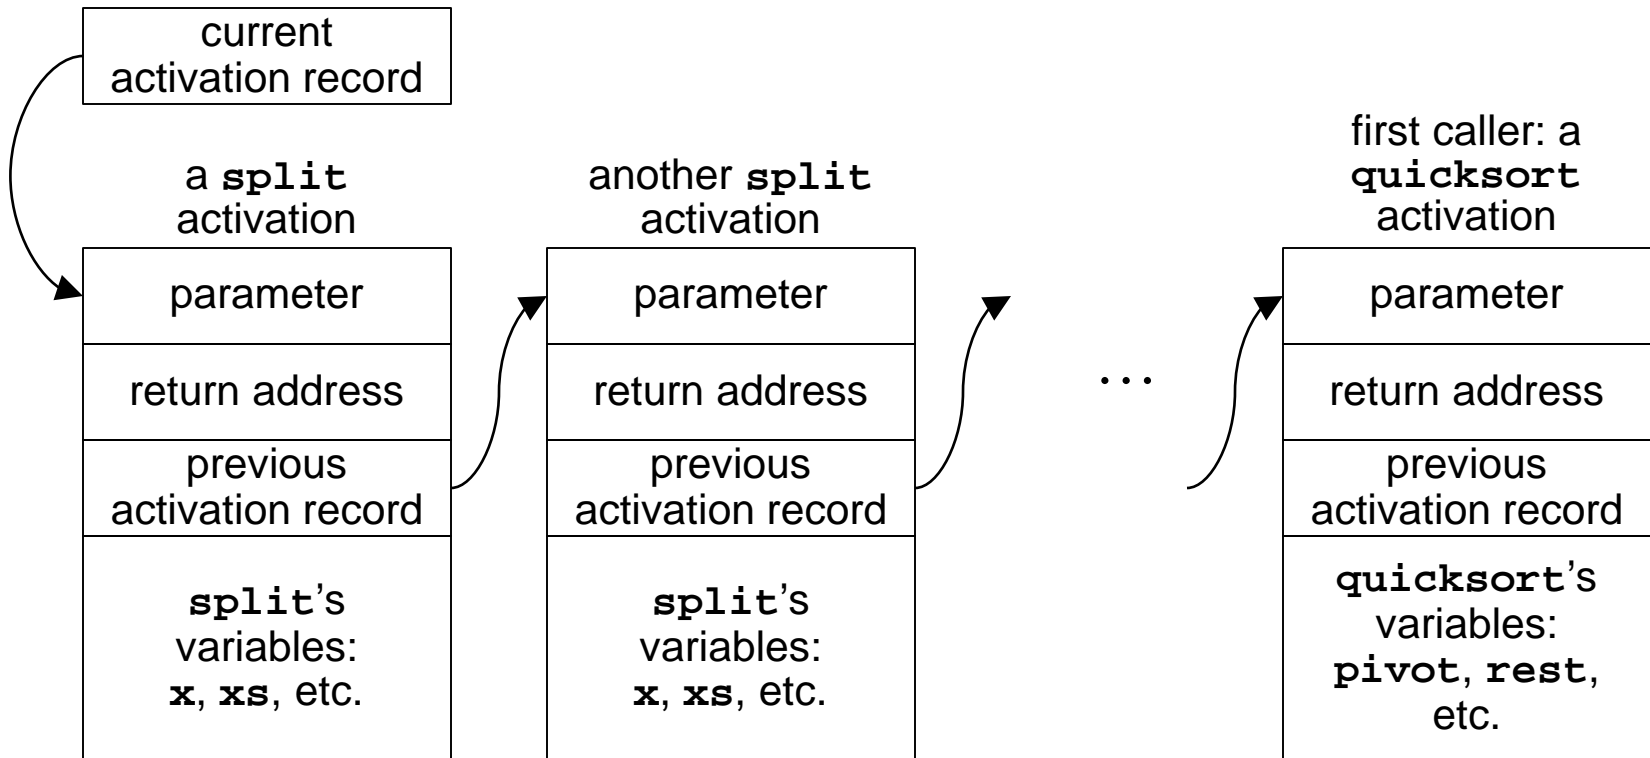 current
activation record
a split
activation
another split
activation
first caller: a
quicksort
activation
parameter
return address
previous
activation record
split’s
variables:
x, xs, etc.
parameter
return address
previous
activation record
split’s
variables:
x, xs, etc.
...
parameter
return address
previous
activation record
quicksort’s
variables:
pivot, rest,
etc.